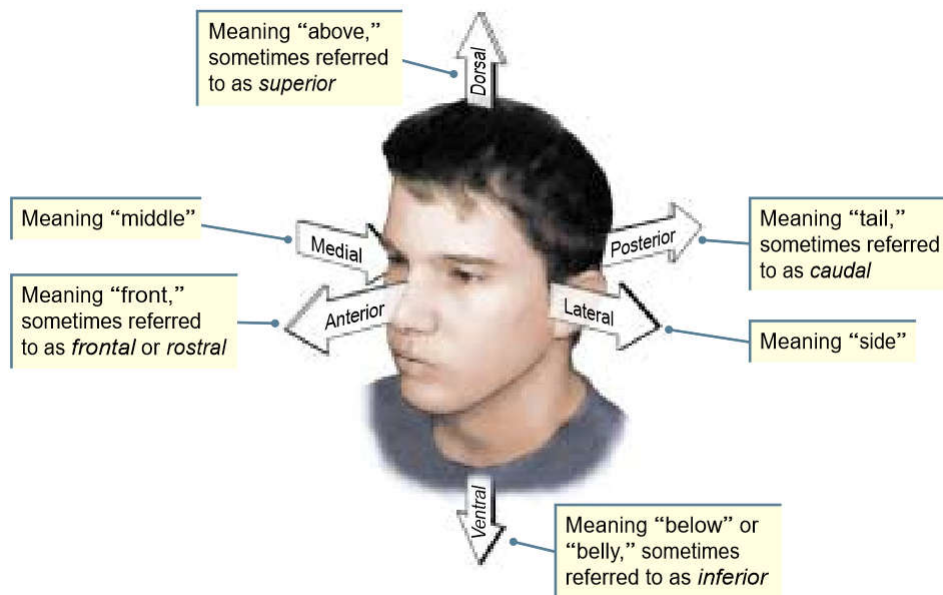 Meaning “above,”
sometimes referred
to as superior
Dorsal
Meaning “middle”
Medial
Posterior
Meaning “tail,”
sometimes referred
to as caudal
Meaning “front,”
sometimes referred
to as frontal or rostral
Anterior
Lateral
Meaning “side”
Ventral
Meaning “below” or
“belly,” sometimes
referred to as inferior